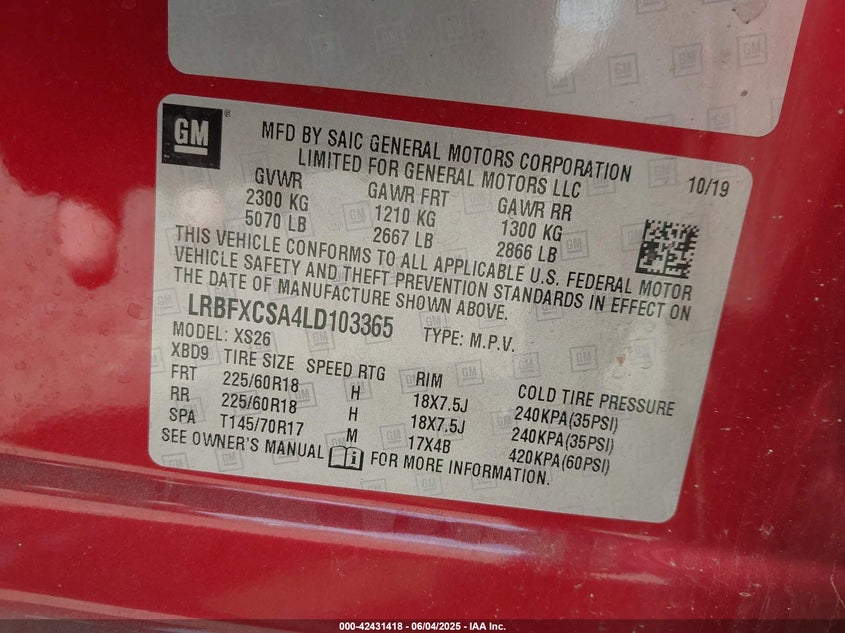 GM ®
MFD BY SAIC GENERAL MOTORS CORPORATION
LIMITED FOR GENERAL MOTORS LLC
10/19
GVWR GAWR FRT GAWR RR
2300 KG 1210 KG 1300 KG
5070 LB 2667 LB 2866 LB
THIS VEHICLE CONFORMS TO ALL APPLICABLE U.S. FEDERAL MOTOR
VEHICLE SAFETY AND THEFT PREVENTION STANDARDS IN EFFECT ON
THE DATE OF MANUFACTURE SHOWN ABOVE.
LRBFXCSA4LD103365 TYPE: M.P.V.
MODEL: XS26
XBD9 TIRE SIZE SPEED RTG RIM COLD TIRE PRESSURE
FRT 225/60R18 H 18X7.5J 240KPA(35PSI)
RR 225/60R18 H 18X7.5J 240KPA(35PSI)
SPA T145/70R17 M 17X4B 420KPA(60PSI)
SEE OWNER'S MANUAL FOR MORE INFORMATION.
000-42431418 - 06/04/2025 - IAA Inc.